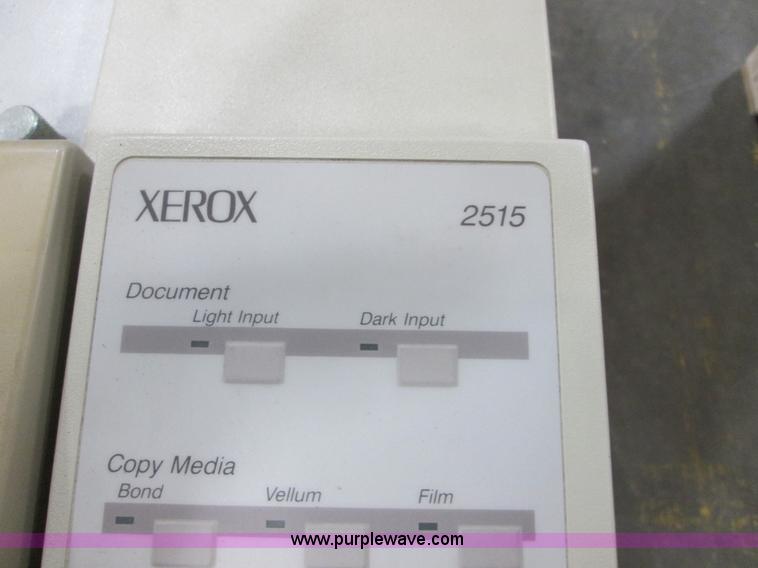 XEROX 2515
Document
Light Input Dark Input
Copy Media
Bond Vellum Film
www.purplewave.com